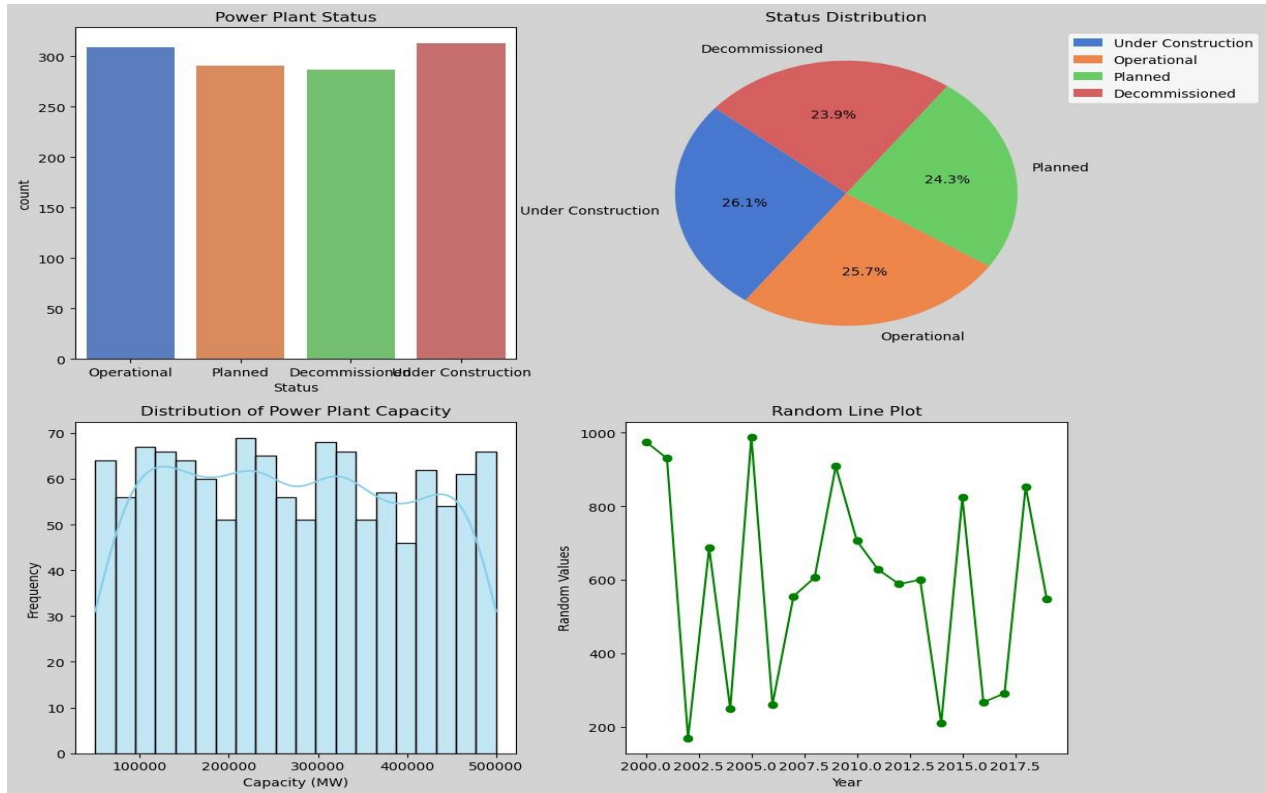 Power Plant Status
300
250
200
150
100
50
0
count
Operational Planned Decommissioned Under Construction
Status
Status Distribution
Decommissioned
23.9%
Planned
24.3%
Under Construction
26.1%
25.7%
Operational
Under Construction
Operational
Planned
Decommissioned
Distribution of Power Plant Capacity
70
60
50
40
30
20
10
0
Frequency
100000 200000 300000 400000 500000
Capacity (MW)
Random Line Plot
1000
800
600
400
200
Random Values
2000.0 2002.5 2005.0 2007.5 2010.0 2012.5 2015.0 2017.5
Year